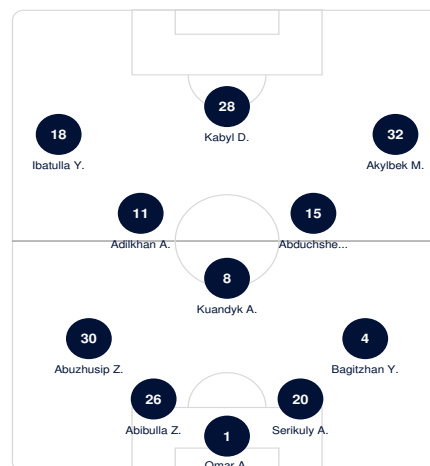 28
Kabyl D.
18
Ibatulla Y.
32
Akylbek M.
11
Adilkhan A.
15
Abduchshe...
8
Kuandyk A.
30
Abuzhusip Z.
4
Bagitzhan Y.
26
Abibulla Z.
20
Serikuly A.
1
Omar A.